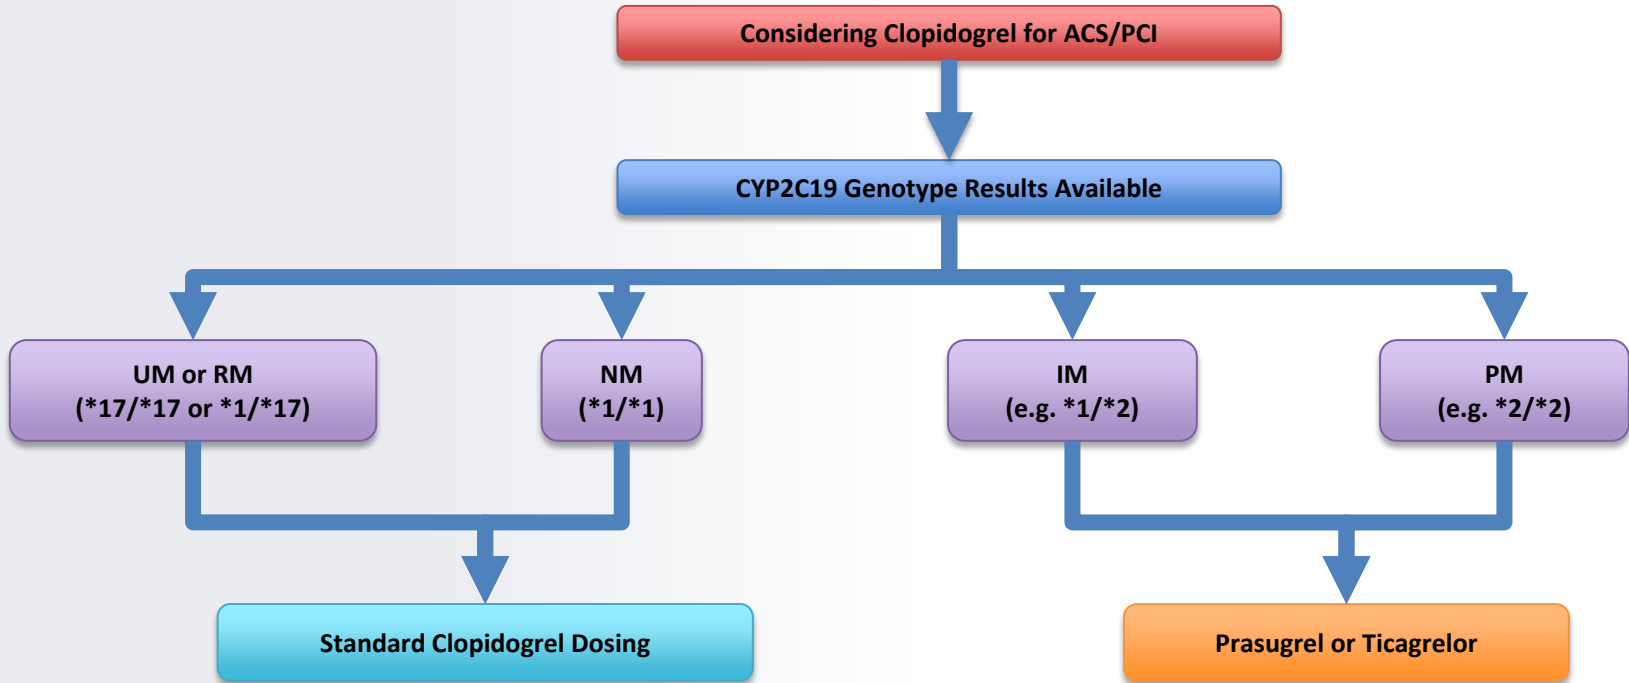 Considering Clopidogrel for ACS/PCI
CYP2C19 Genotype Results Available
UM or RM
(*17/*17 or *1/*17)
NM
(*1/*1)
IM
(e.g. *1/*2)
PM
(e.g. *2/*2)
Standard Clopidogrel Dosing
Prasugrel or Ticagrelor